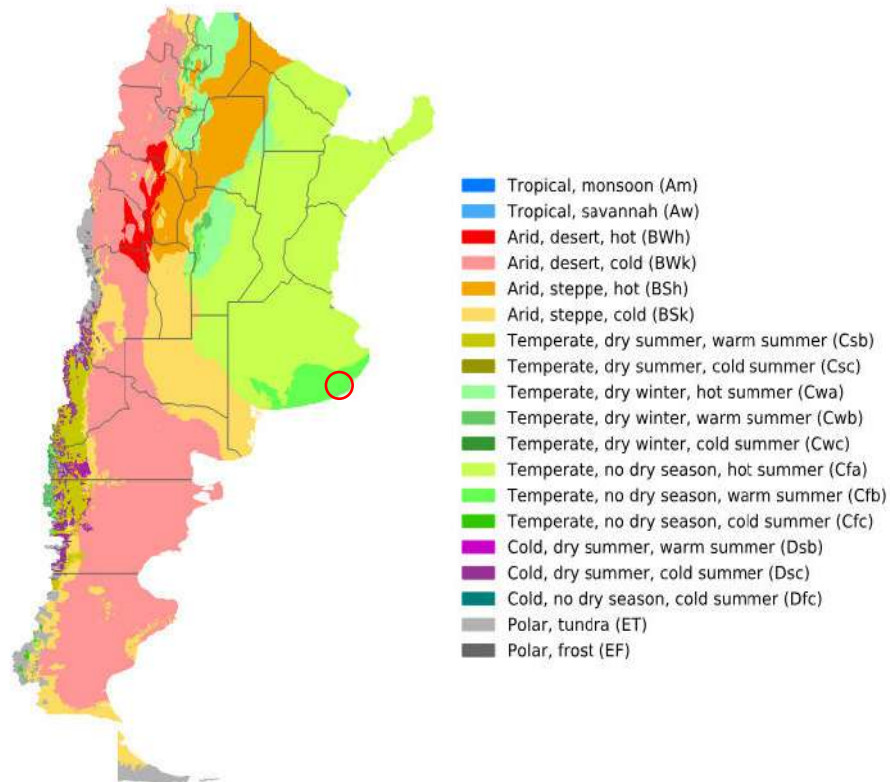 Tropical, monsoon (Am)
Tropical, savannah (Aw)
Arid, desert, hot (BWh)
Arid, desert, cold (BWk)
Arid, steppe, hot (BSh)
Arid, steppe, cold (BSk)
Temperate, dry summer, warm summer (Csb)
Temperate, dry summer, cold summer (Csc)
Temperate, dry winter, hot summer (Cwa)
Temperate, dry winter, warm summer (Cwb)
Temperate, dry winter, cold summer (Cwc)
Temperate, no dry season, hot summer (Cfa)
Temperate, no dry season, warm summer (Cfb)
Temperate, no dry season, cold summer (Cfc)
Cold, dry summer, warm summer (Dsb)
Cold, dry summer, cold summer (Dsc)
Cold, no dry season, cold summer (Dfc)
Polar, tundra (ET)
Polar, frost (EF)